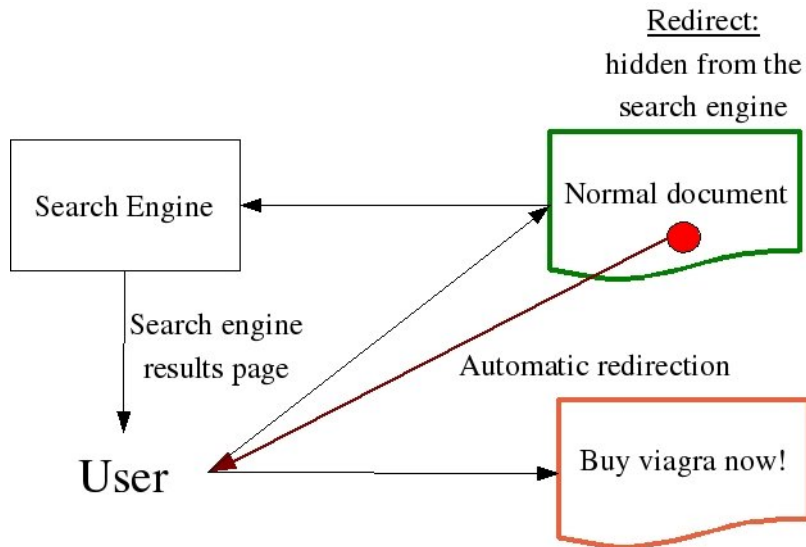 Redirect:
hidden from the
search engine
Search Engine
Normal document
Search engine
results page
Automatic redirection
User
Buy viagra now!